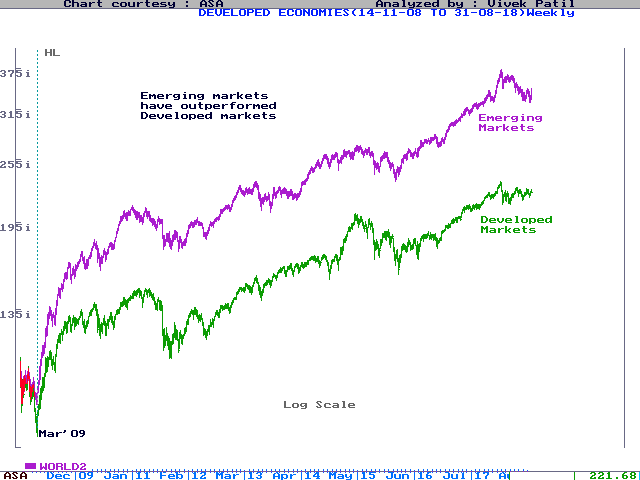 Chart courtesy : ASA Analyzed by : Vivek Patil
DEVELOPED ECONOMIES(14-11-08 TO 31-08-18)Weekly
HL
375i
315i
255i
195i
135i
Emerging markets
have outperformed
Developed markets
Emerging
Markets
Developed
Markets
Log Scale
Mar'09
WORLD2
ASA Dec|09 Jan|11 Feb|12 Mar|13 Apr|14 May|15 Jun|16 Jul|17 221.68